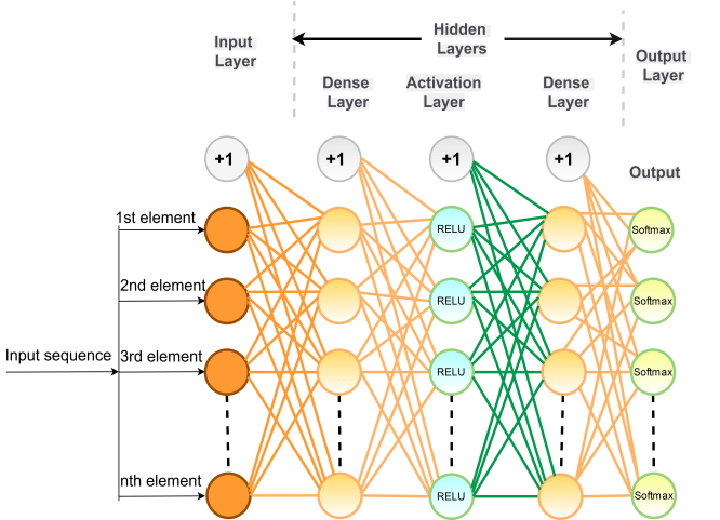 Input
Layer
Hidden
Layers
Output
Layer
Dense
Layer
Activation
Layer
Dense
Layer
+1
+1
+1
+1
Output
1st element
RELU
Softmax
2nd element
RELU
Softmax
Input sequence
3rd element
RELU
Softmax
nth element
RELU
Softmax